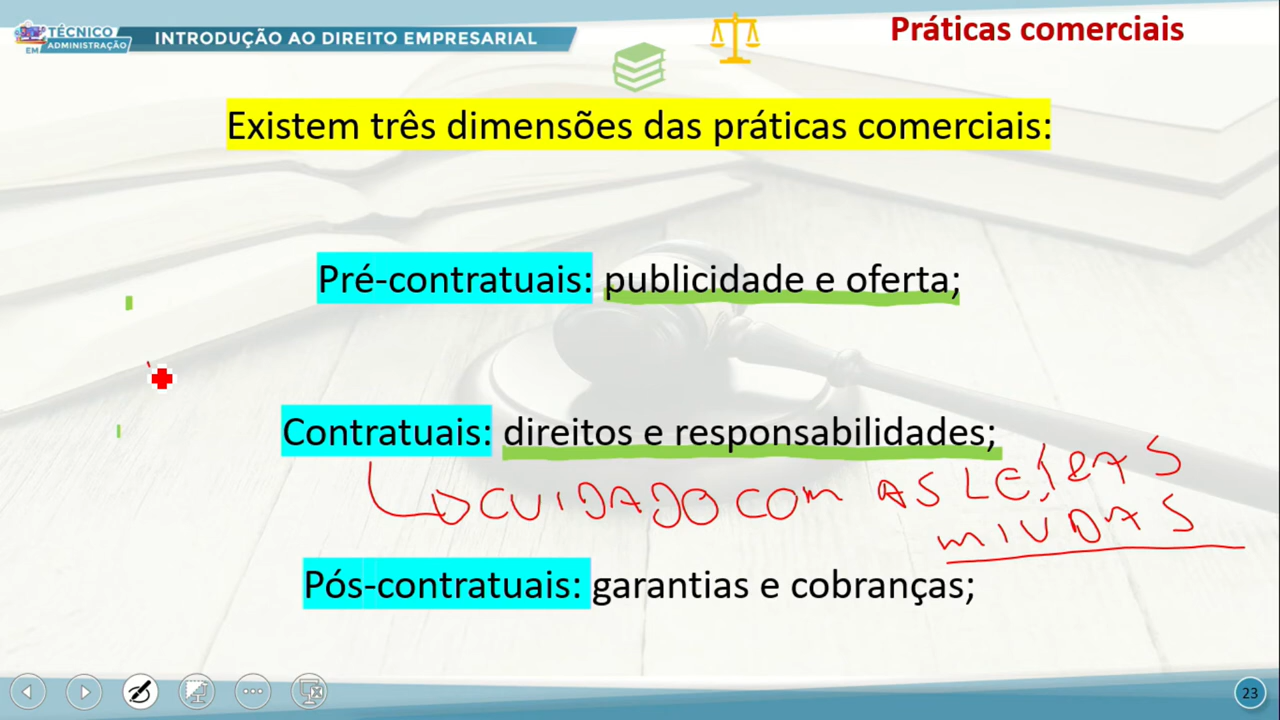 TÉCNICO
EM ADMINISTRAÇÃO
INTRODUÇÃO AO DIREITO EMPRESARIAL
Práticas comerciais
Existem três dimensões das práticas comerciais:
Pré-contratuais: publicidade e oferta;
Contratuais: direitos e responsabilidades;
CUIDADO COM AS LETRAS
MIUDAS
Pós-contratuais: garantias e cobranças;
23